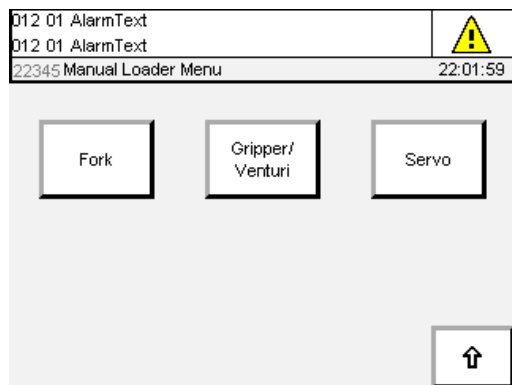 012 01 AlarmText
012 01 AlarmText
22345 Manual Loader Menu 22:01:59
Fork
Gripper/
Venturi
Servo